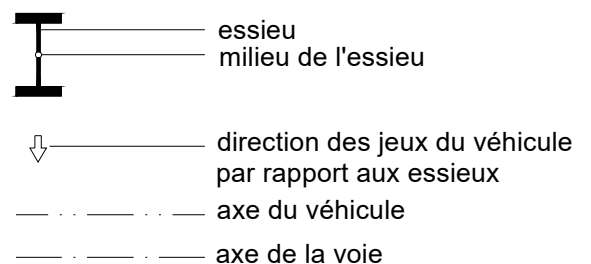 essieu
milieu de l'essieu
direction des jeux du véhicule
par rapport aux essieux
axe du véhicule
axe de la voie